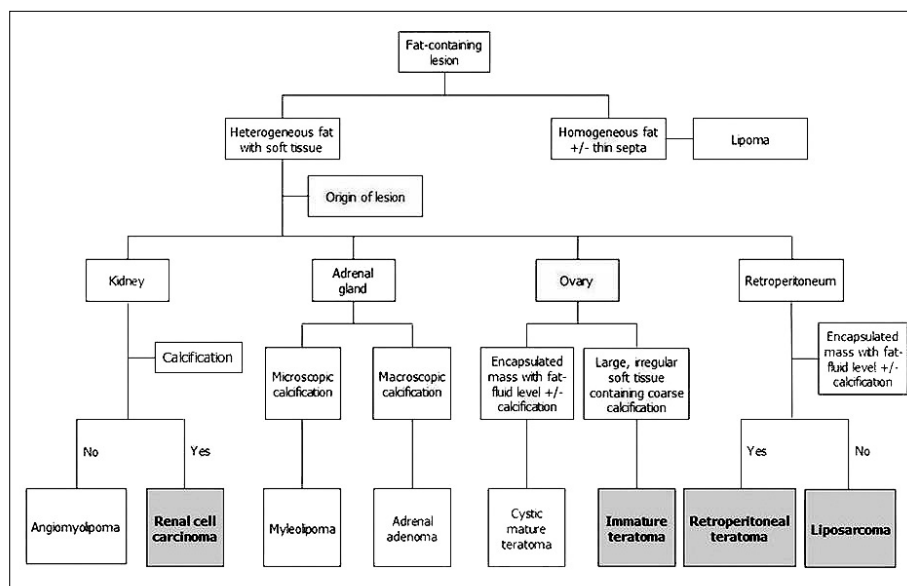 Fat-containing
lesion
Heterogeneous fat
with soft tissue
Homogeneous fat
+/- thin septa
Lipoma
Origin of lesion
Kidney
Adrenal
gland
Ovary
Retroperitoneum
Calcification
Microscopic
calcification
Macroscopic
calcification
Encapsulated
mass with fat-
fluid level +/-
calcification
Large, irregular
soft tissue
containing coarse
calcification
Encapsulated
mass with fat-
fluid level +/-
calcification
No
Yes
Yes
No
Angiomyolipoma
Renal cell
carcinoma
Myleolipoma
Adrenal
adenoma
Cystic
mature
teratoma
Immature
teratoma
Retroperitoneal
teratoma
Liposarcoma